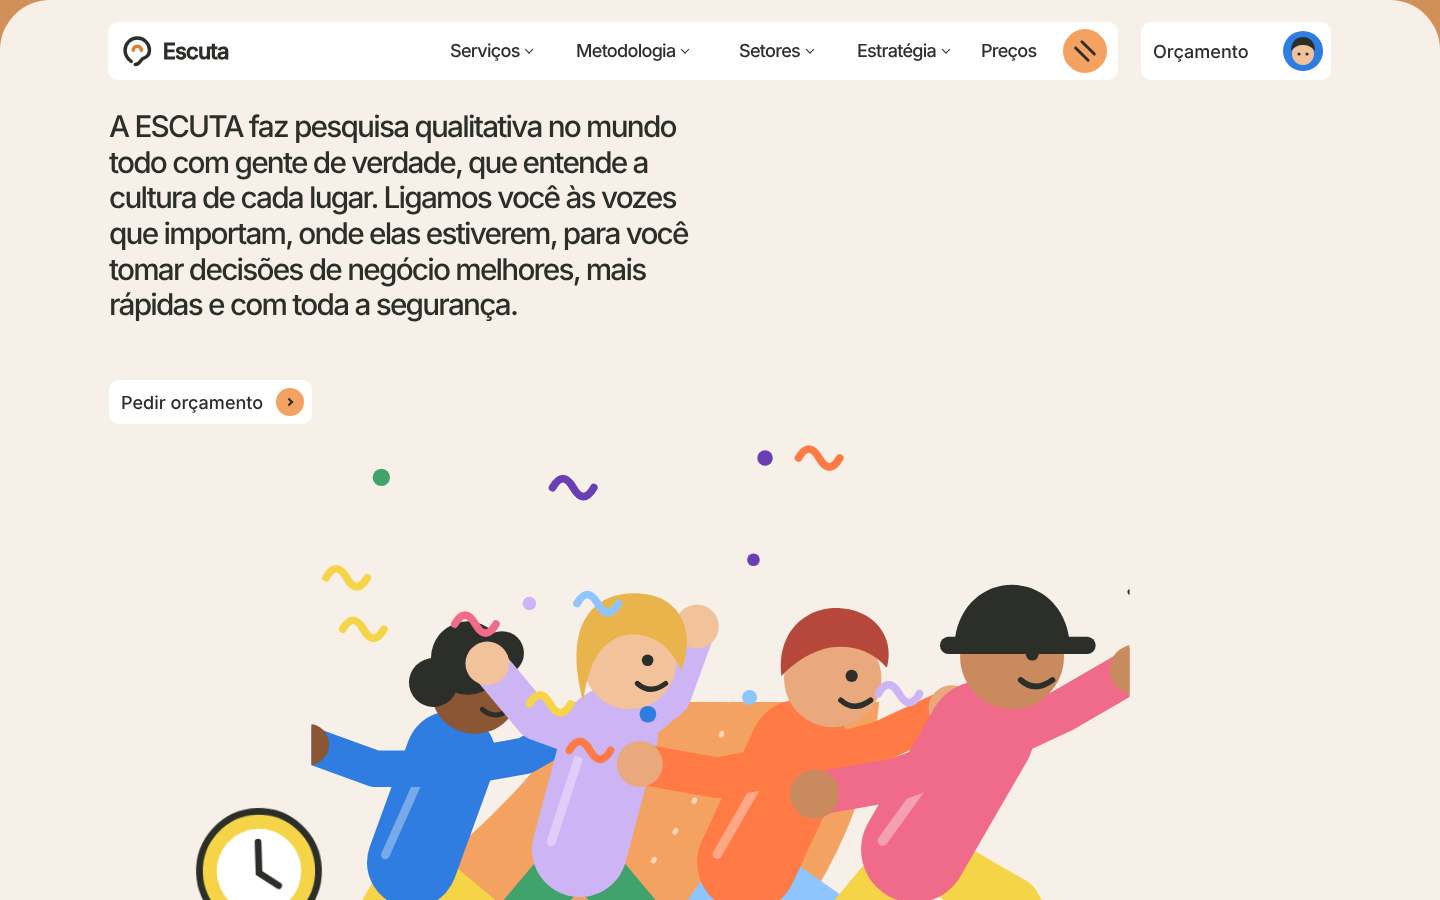 Escuta
Serviços
Metodologia
Setores
Estratégia
Preços
Orçamento
A ESCUTA faz pesquisa qualitativa no mundo
todo com gente de verdade, que entende a
cultura de cada lugar. Ligamos você às vozes
que importam, onde elas estiverem, para você
tomar decisões de negócio melhores, mais
rápidas e com toda a segurança.
Pedir orçamento